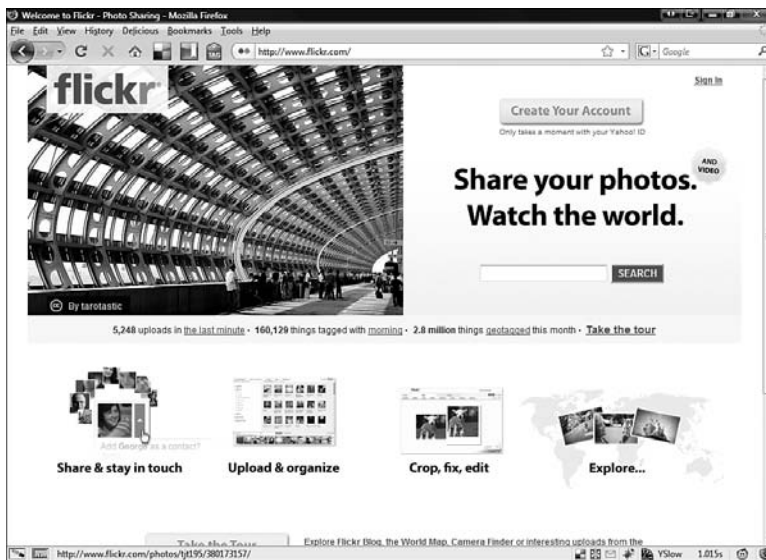 Welcome to Flickr - Photo Sharing - Mozilla Firefox
File Edit View History Delicious Bookmarks Tools Help
TAG http://www.flickr.com/ G Google
flickr
Sign In
Create Your Account
Only takes a moment with your Yahoo! ID
AND VIDEO
Share your photos.
Watch the world.
SEARCH
cc By tarotastic
5,248 uploads in the last minute · 160,129 things tagged with morning · 2.8 million things geotagged this month · Take the tour
Add George as a contact?
Share & stay in touch Upload & organize Crop, fix, edit Explore...
Take the Tour Explore Flickr Blog, the World Map, Camera Finder or interesting uploads from the
http://www.flickr.com/photos/tjt195/380173157/ YSlow 1.015s